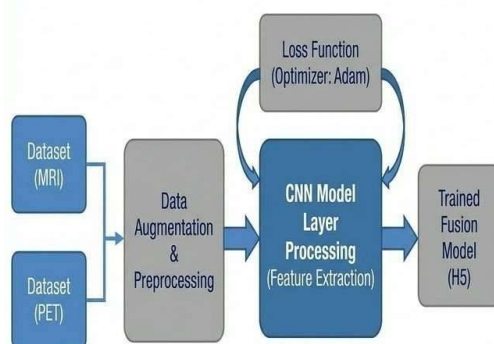 Loss Function
(Optimizer: Adam)
Dataset
(MRI)
Dataset
(PET)
Data
Augmentation
&
Preprocessing
CNN Model
Layer
Processing
(Feature Extraction)
Trained
Fusion
Model
(H5)